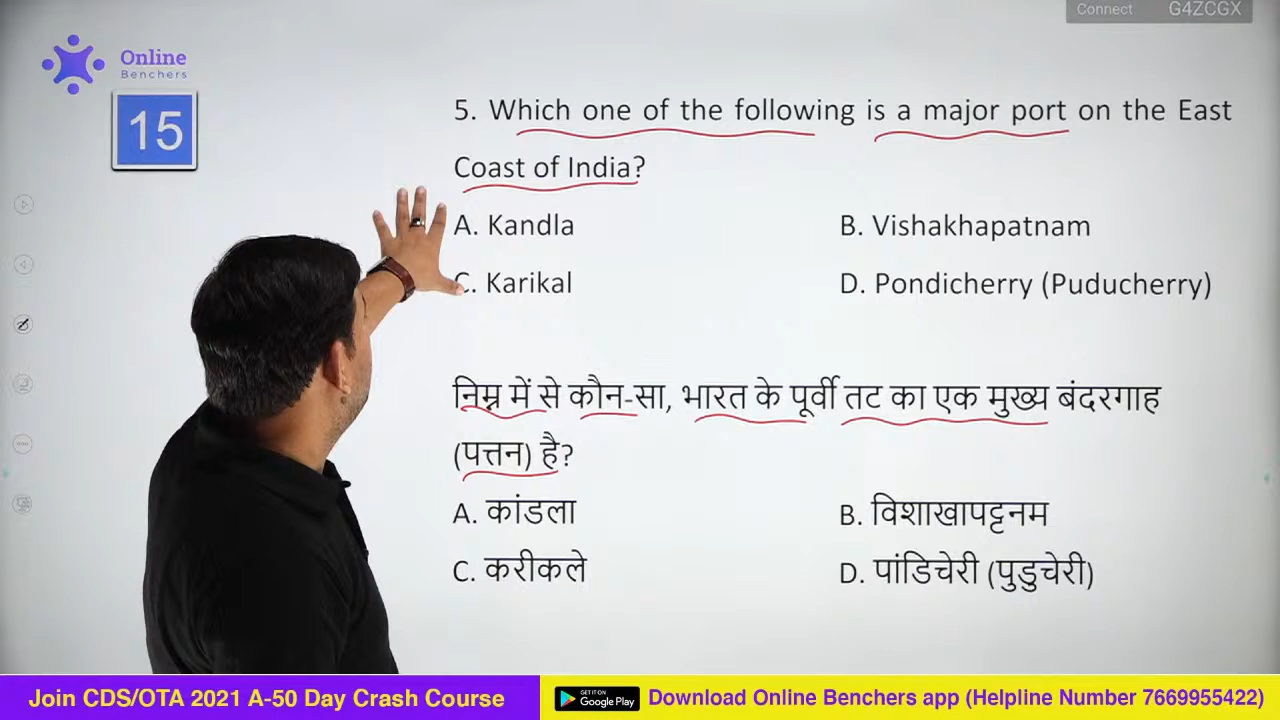 Connect G4ZCGX
Online
Benchers
15
5. Which one of the following is a major port on the East
Coast of India?
A. Kandla B. Vishakhapatnam
C. Karikal D. Pondicherry (Puducherry)
निम्न में से कौन-सा, भारत के पूर्वी तट का एक मुख्य बंदरगाह
(पत्तन) है?
A. कांडला B. विशाखापट्टनम
C. करीकले D. पांडिचेरी (पुडुचेरी)
Join CDS/OTA 2021 A-50 Day Crash Course GET IT ON Google Play Download Online Benchers app (Helpline Number 7669955422)